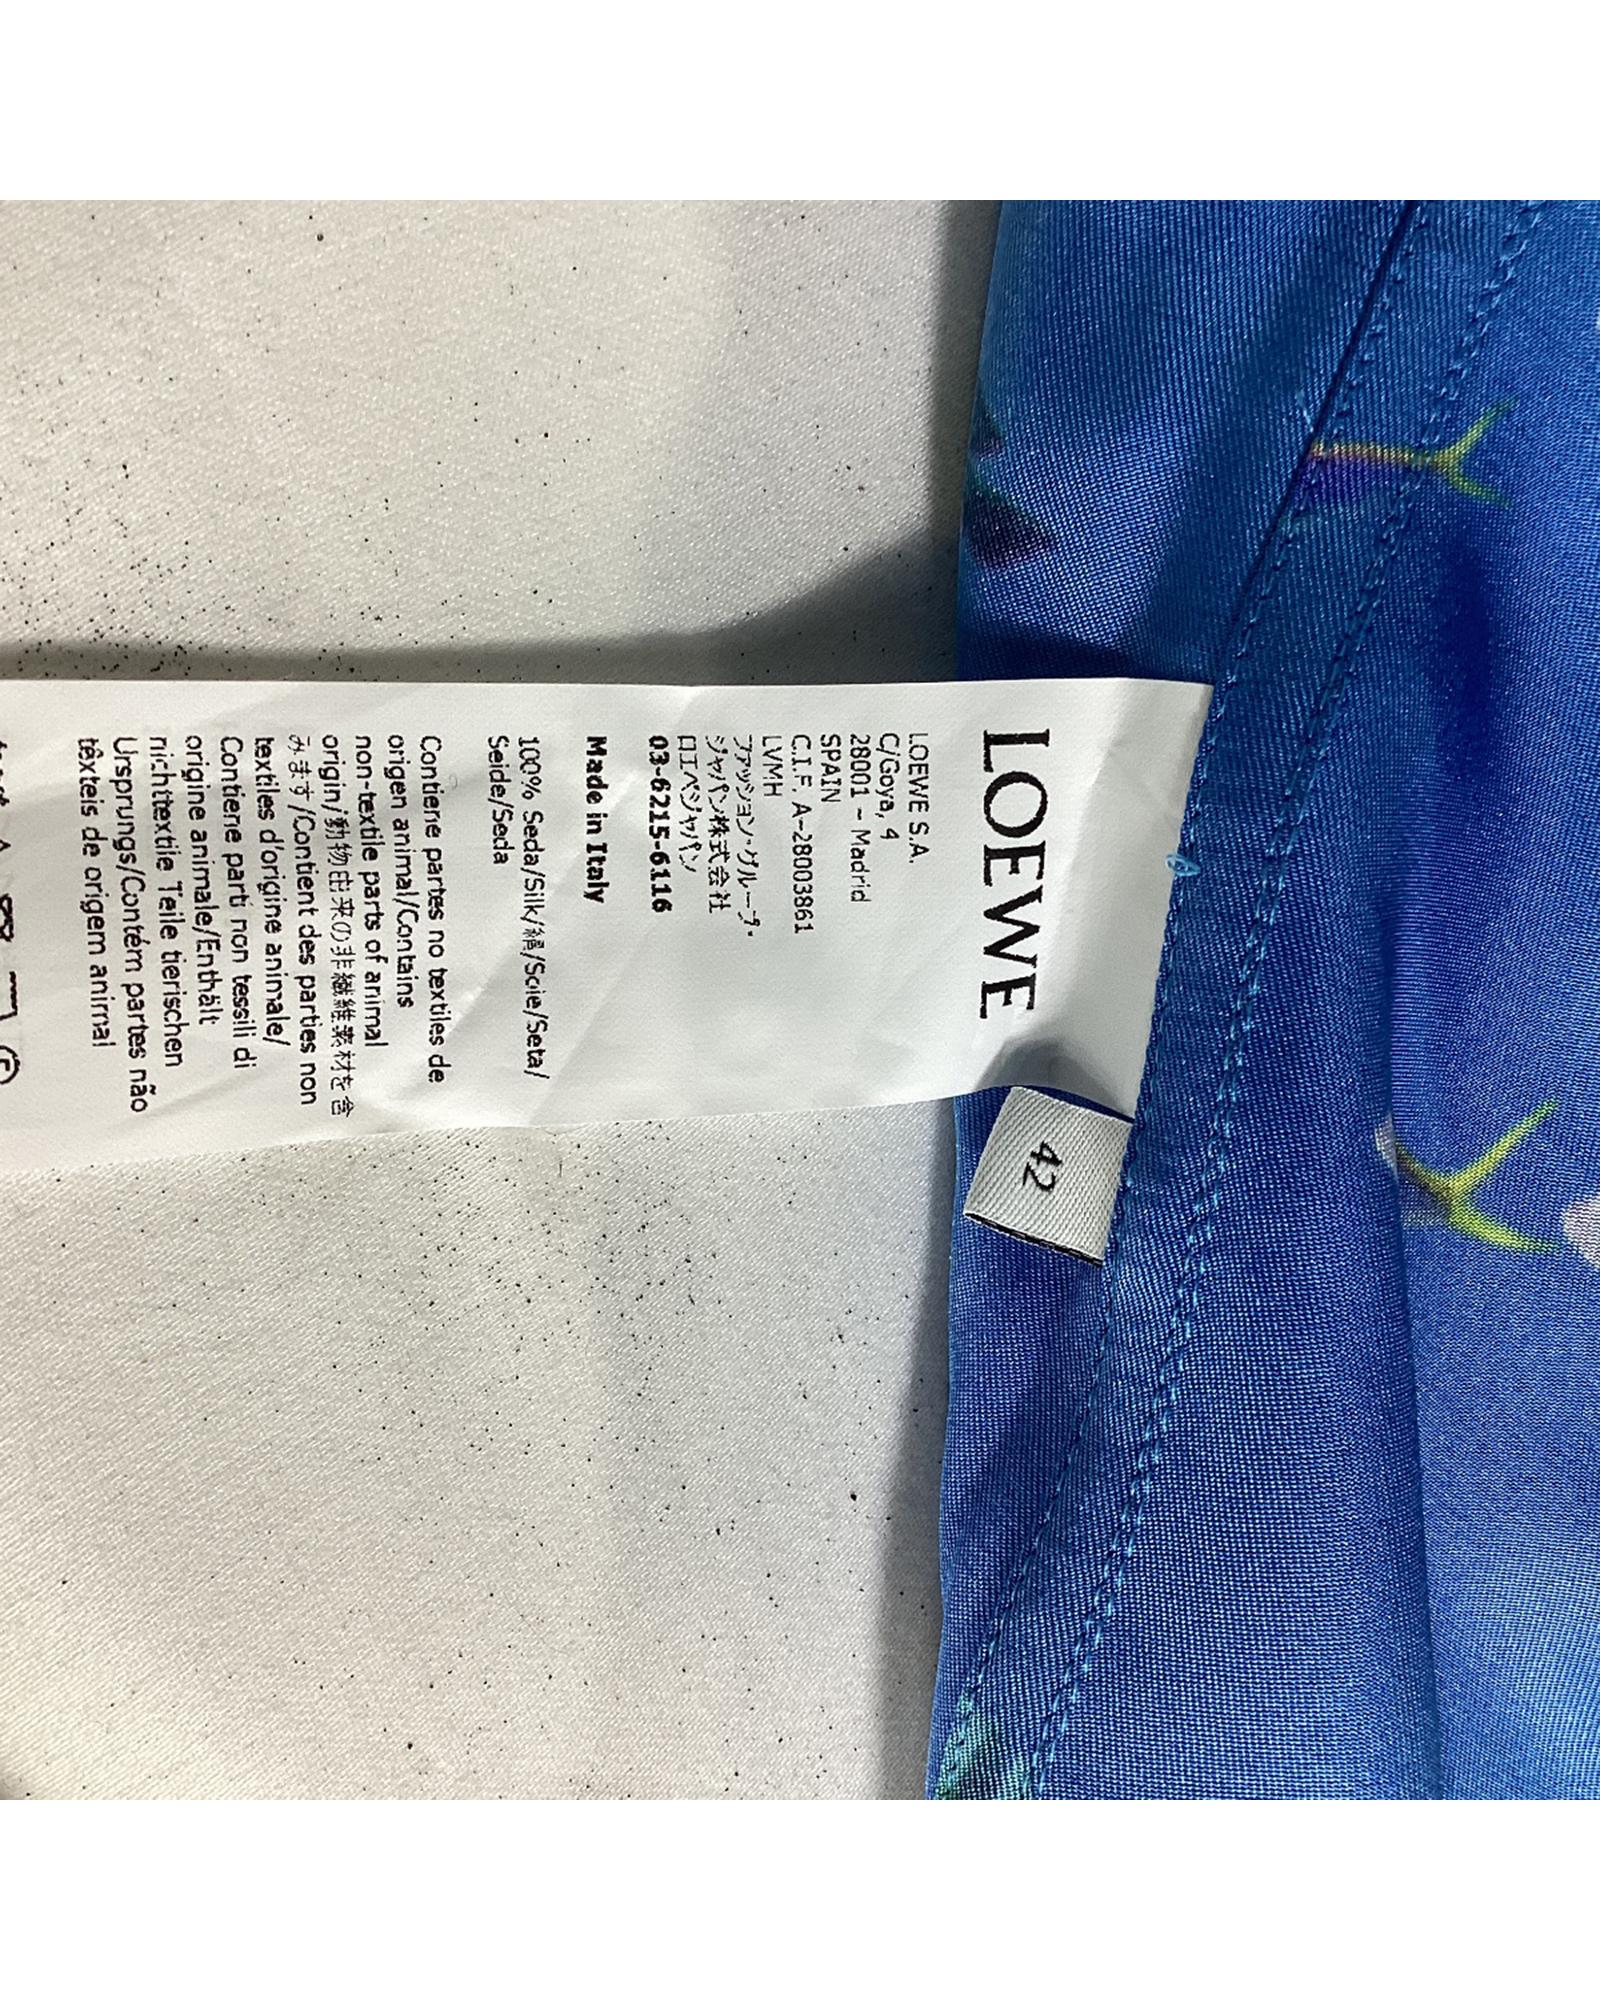 LOEWE
LOEWE S.A.
C/Goya, 4
28001 - Madrid
SPAIN
C.I.F. A-28003861
LVMH
ファッション・グループ・
ジャパン株式会社
ロエベジャパン
03-6215-6116
Made in Italy
100% Seda/Silk/絹/Soie/Seta/
Seide/Seda
Contiene partes no textiles de
origen animal/Contains
non-textile parts of animal
origin/動物由来の非繊維素材を含
みます/Contient des parties non
textiles d'origine animale/
Contiene parti non tessili di
origine animale/Enthält
nichttextile Teile tierischen
Ursprungs/Contém partes não
têxteis de origem animal
42